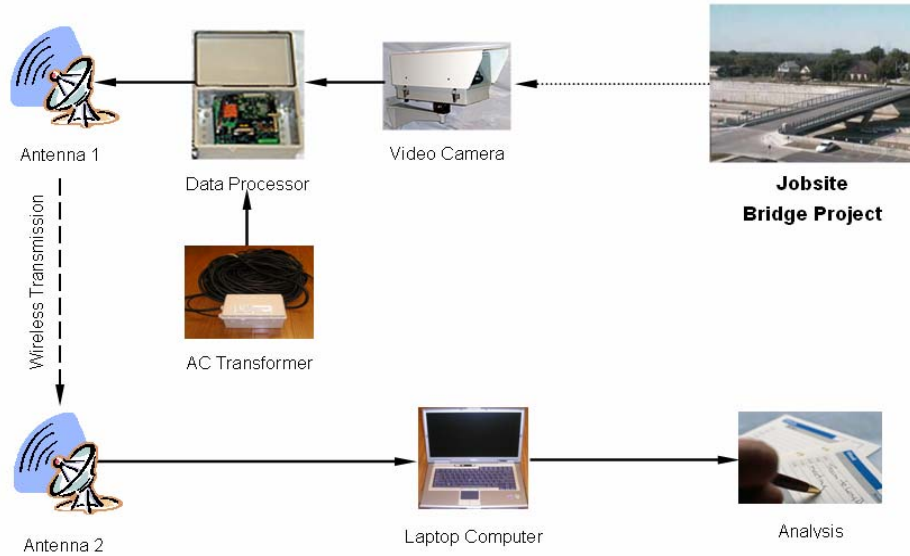 Antenna 1
Data Processor
Video Camera
Jobsite
Bridge Project
Wireless Transmission
AC Transformer
Antenna 2
Laptop Computer
Analysis